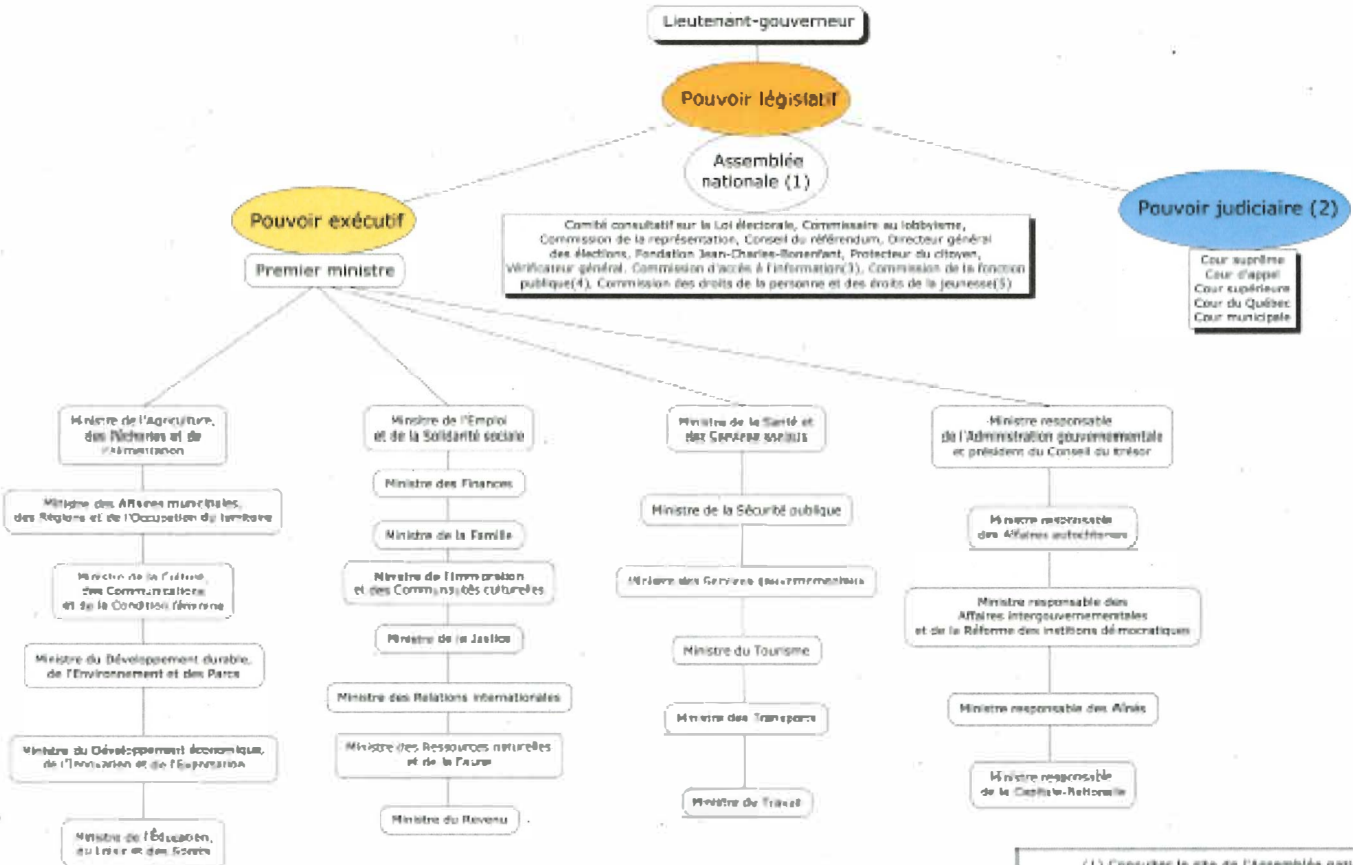 Lieutenant-gouverneur
Pouvoir législatif
Assemblée
nationale (1)
Pouvoir exécutif
Premier ministre
Comité consultatif sur la Loi électorale, Commissaire au lobbyisme,
Commission de la représentation, Conseil du référendum, Directeur général
des élections, Fondation Jean-Charles-Bonenfant, Protecteur du citoyen,
Vérificateur général, Commission d'accès à l'information(3), Commission de la fonction
publique(4), Commission des droits de la personne et des droits de la jeunesse(5)
Pouvoir judiciaire (2)
Cour suprême
Cour d'appel
Cour supérieure
Cour du Québec
Cour municipale
Ministre de l'Agriculture,
des Pêcheries et de
l'Alimentation
Ministre des Affaires municipales,
des Régions et de l'Occupation du territoire
Ministre de la Culture,
des Communications
et de la Condition féminine
Ministre du Développement durable,
de l'Environnement et des Parcs
Ministre du Développement économique,
de l'Innovation et de l'Exportation
Ministre de l'Éducation,
du Loisir et des Sports
Minsitre de l'Emploi
et de la Solidarité sociale
Ministre des Finances
Ministre de la Famille
Ministre de l'Immigration
et des Communautés culturelles
Ministre de la Justice
Ministre des Relations internationales
Ministre des Ressources naturelles
et de la Faune
Ministre du Revenu
Ministre de la Santé et
des Services sociaux
Ministre de la Sécurité publique
Ministre des Services gouvernementaux
Ministre du Tourisme
Ministre des Transports
Ministre du Travail
Ministre responsable
de l'Administration gouvernementale
et président du Conseil du trésor
Ministre responsable
des Affaires autochtones
Ministre responsable des
Affaires intergouvernementales
et de la Réforme des institions démocratiques
Ministre responsable des Aînés
Ministre responsable
de la Capitale-Nationale
(1) Consultez le site de l'Assemblée